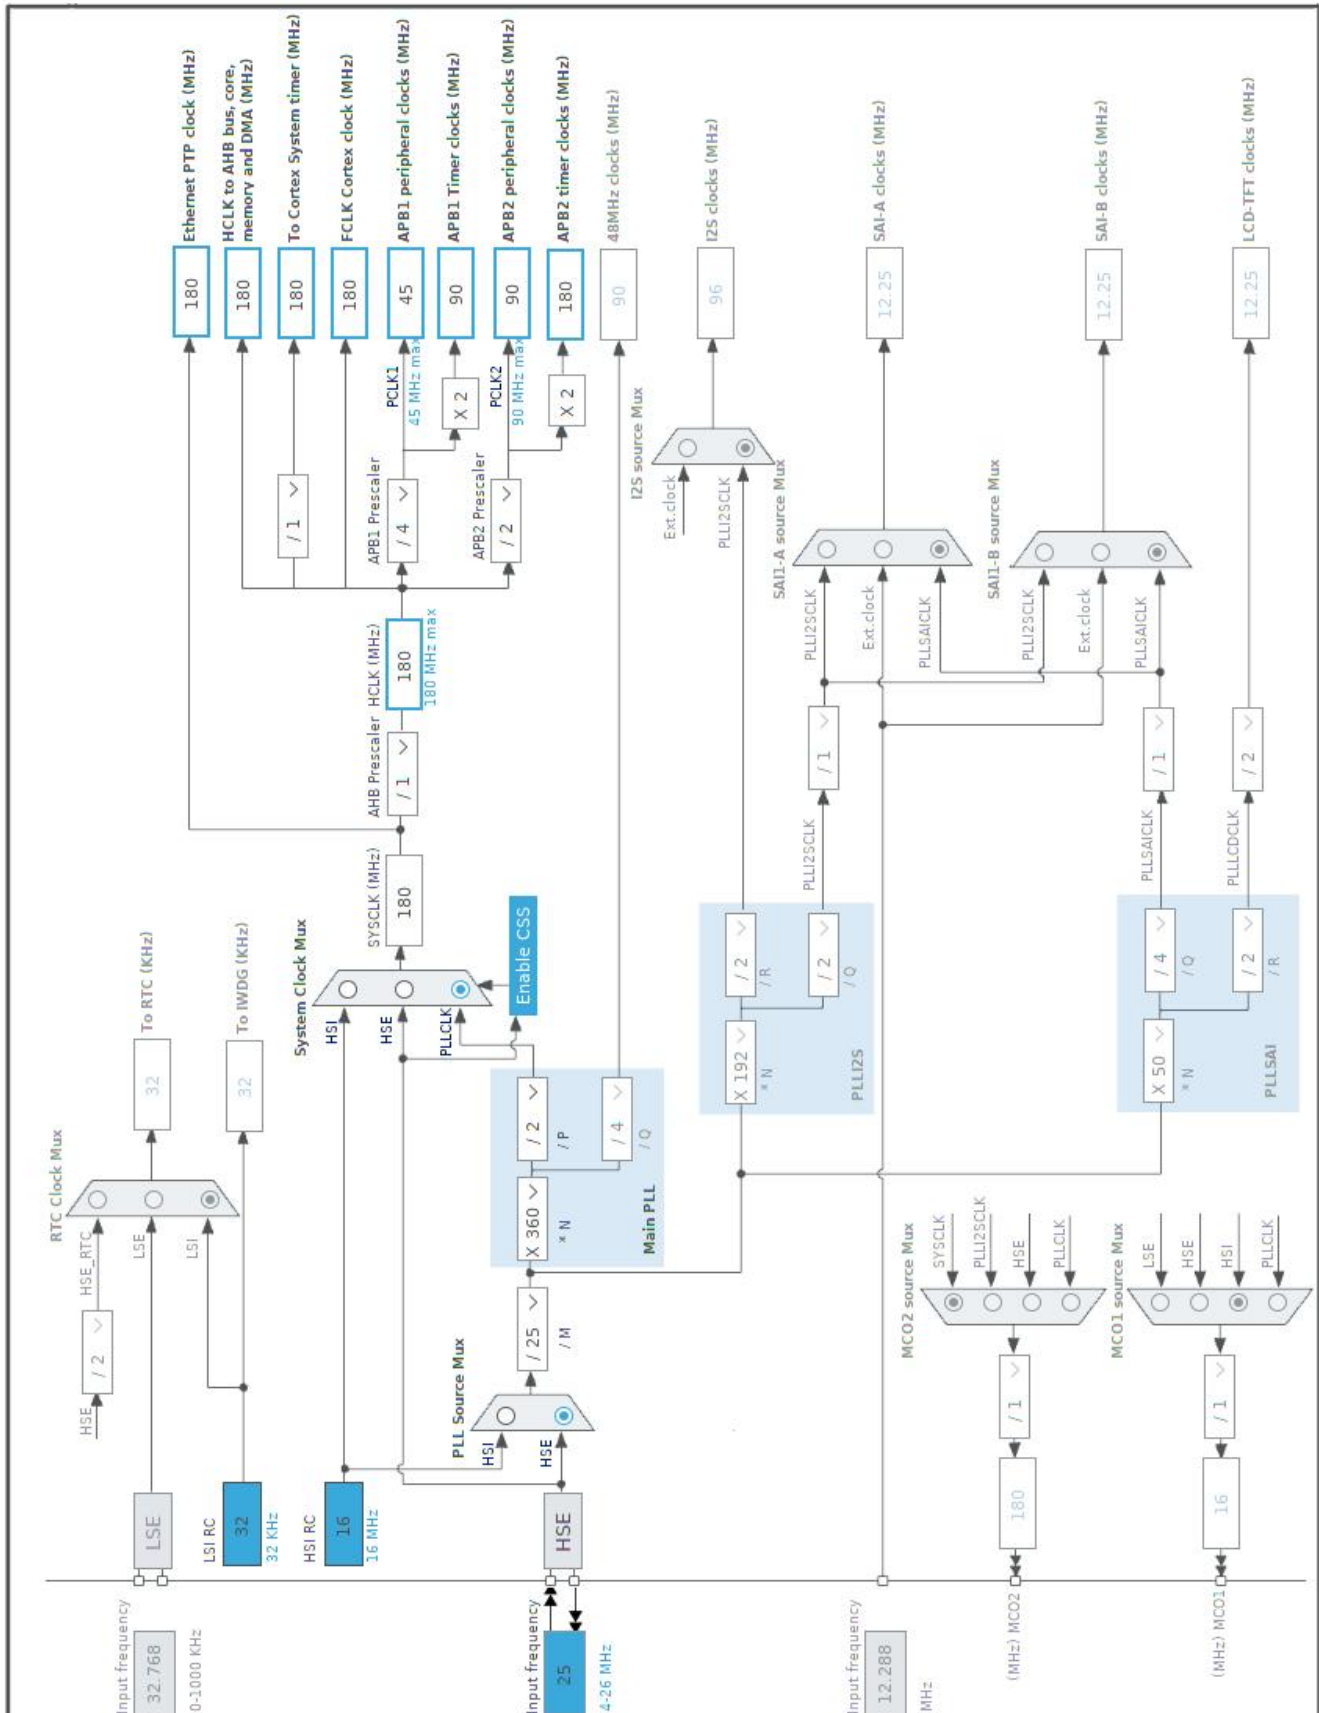 RTC Clock Mux
HSE
/ 2
HSE_RTC
LSE
LSI
32
To RTC (KHz)
Input frequency
32.768
0-1000 KHz
LSE
LSI RC
32
32 KHz
32
To IWDG (KHz)
HSI RC
16
16 MHz
System Clock Mux
HSI
HSE
PLLCLK
Enable CSS
SYSCLK (MHz)
180
AHB Prescaler
/ 1
HCLK (MHz)
180
180 MHz max
180
Ethernet PTP clock (MHz)
180
HCLK to AHB bus, core,
memory and DMA (MHz)
/ 1
180
To Cortex System timer (MHz)
180
FCLK Cortex clock (MHz)
APB1 Prescaler
/ 4
PCLK1
45 MHz max
45
APB1 peripheral clocks (MHz)
X 2
90
APB1 Timer clocks (MHz)
APB2 Prescaler
/ 2
PCLK2
90 MHz max
90
APB2 peripheral clocks (MHz)
X 2
180
APB2 timer clocks (MHz)
90
48MHz clocks (MHz)
Input frequency
25
4-26 MHz
HSE
PLL Source Mux
HSI
HSE
/ 25
/ M
X 360
* N
/ 2
/ P
/ 4
/ Q
Main PLL
I2S source Mux
Ext.clock
PLLI2SCLK
96
I2S clocks (MHz)
X 192
* N
/ 2
/ R
/ 2
/ Q
PLLI2S
PLLI2SCLK
/ 1
SAI1-A source Mux
PLLI2SCLK
Ext.clock
PLLSAICLK
12.25
SAI-A clocks (MHz)
SAI1-B source Mux
PLLI2SCLK
Ext.clock
PLLSAICLK
12.25
SAI-B clocks (MHz)
X 50
* N
/ 4
/ Q
/ 2
/ R
PLLSAI
PLLSAICLK
/ 1
PLLLCDCLK
/ 2
12.25
LCD-TFT clocks (MHz)
Input frequency
12.288
MHz
MCO2 source Mux
SYSCLK
PLLI2SCLK
HSE
PLLCLK
/ 1
180
(MHz) MCO2
MCO1 source Mux
LSE
HSE
HSI
PLLCLK
/ 1
16
(MHz) MCO1